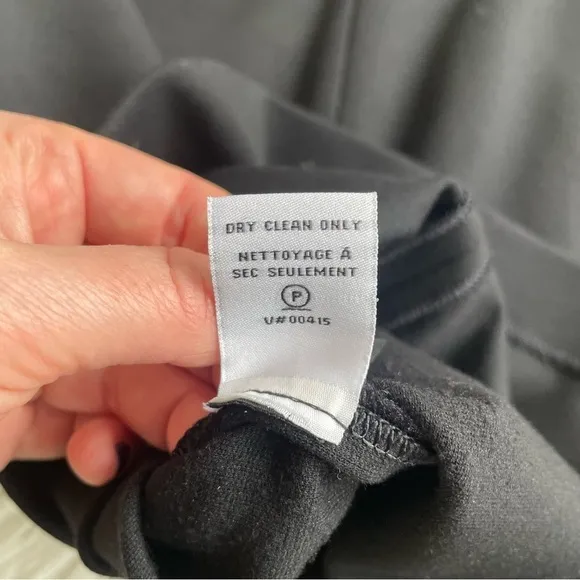 DRY CLEAN ONLY
NETTOYAGE Á
SEC SEULEMENT
P
V#00415